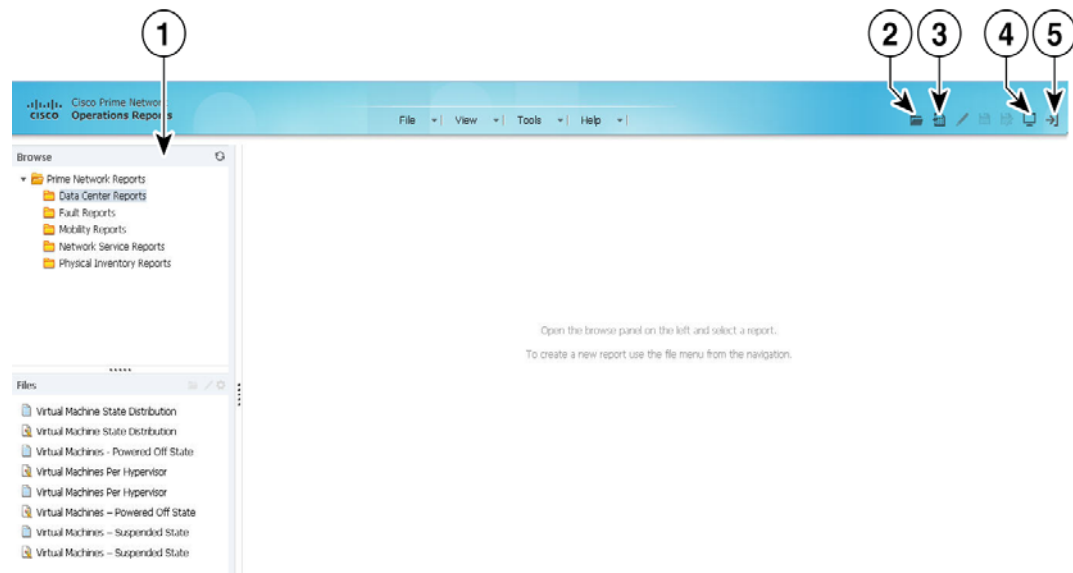 1
2
3
4
5
cisco
Cisco Prime Network
Operations Reports
File
View
Tools
Help
Browse
Prime Network Reports
Data Center Reports
Fault Reports
Mobility Reports
Network Service Reports
Physical Inventory Reports
Open the browse panel on the left and select a report.
To create a new report use the file menu from the navigation.
Files
Virtual Machine State Distribution
Virtual Machine State Distribution
Virtual Machines - Powered Off State
Virtual Machines Per Hypervisor
Virtual Machines Per Hypervisor
Virtual Machines – Powered Off State
Virtual Machines – Suspended State
Virtual Machines – Suspended State